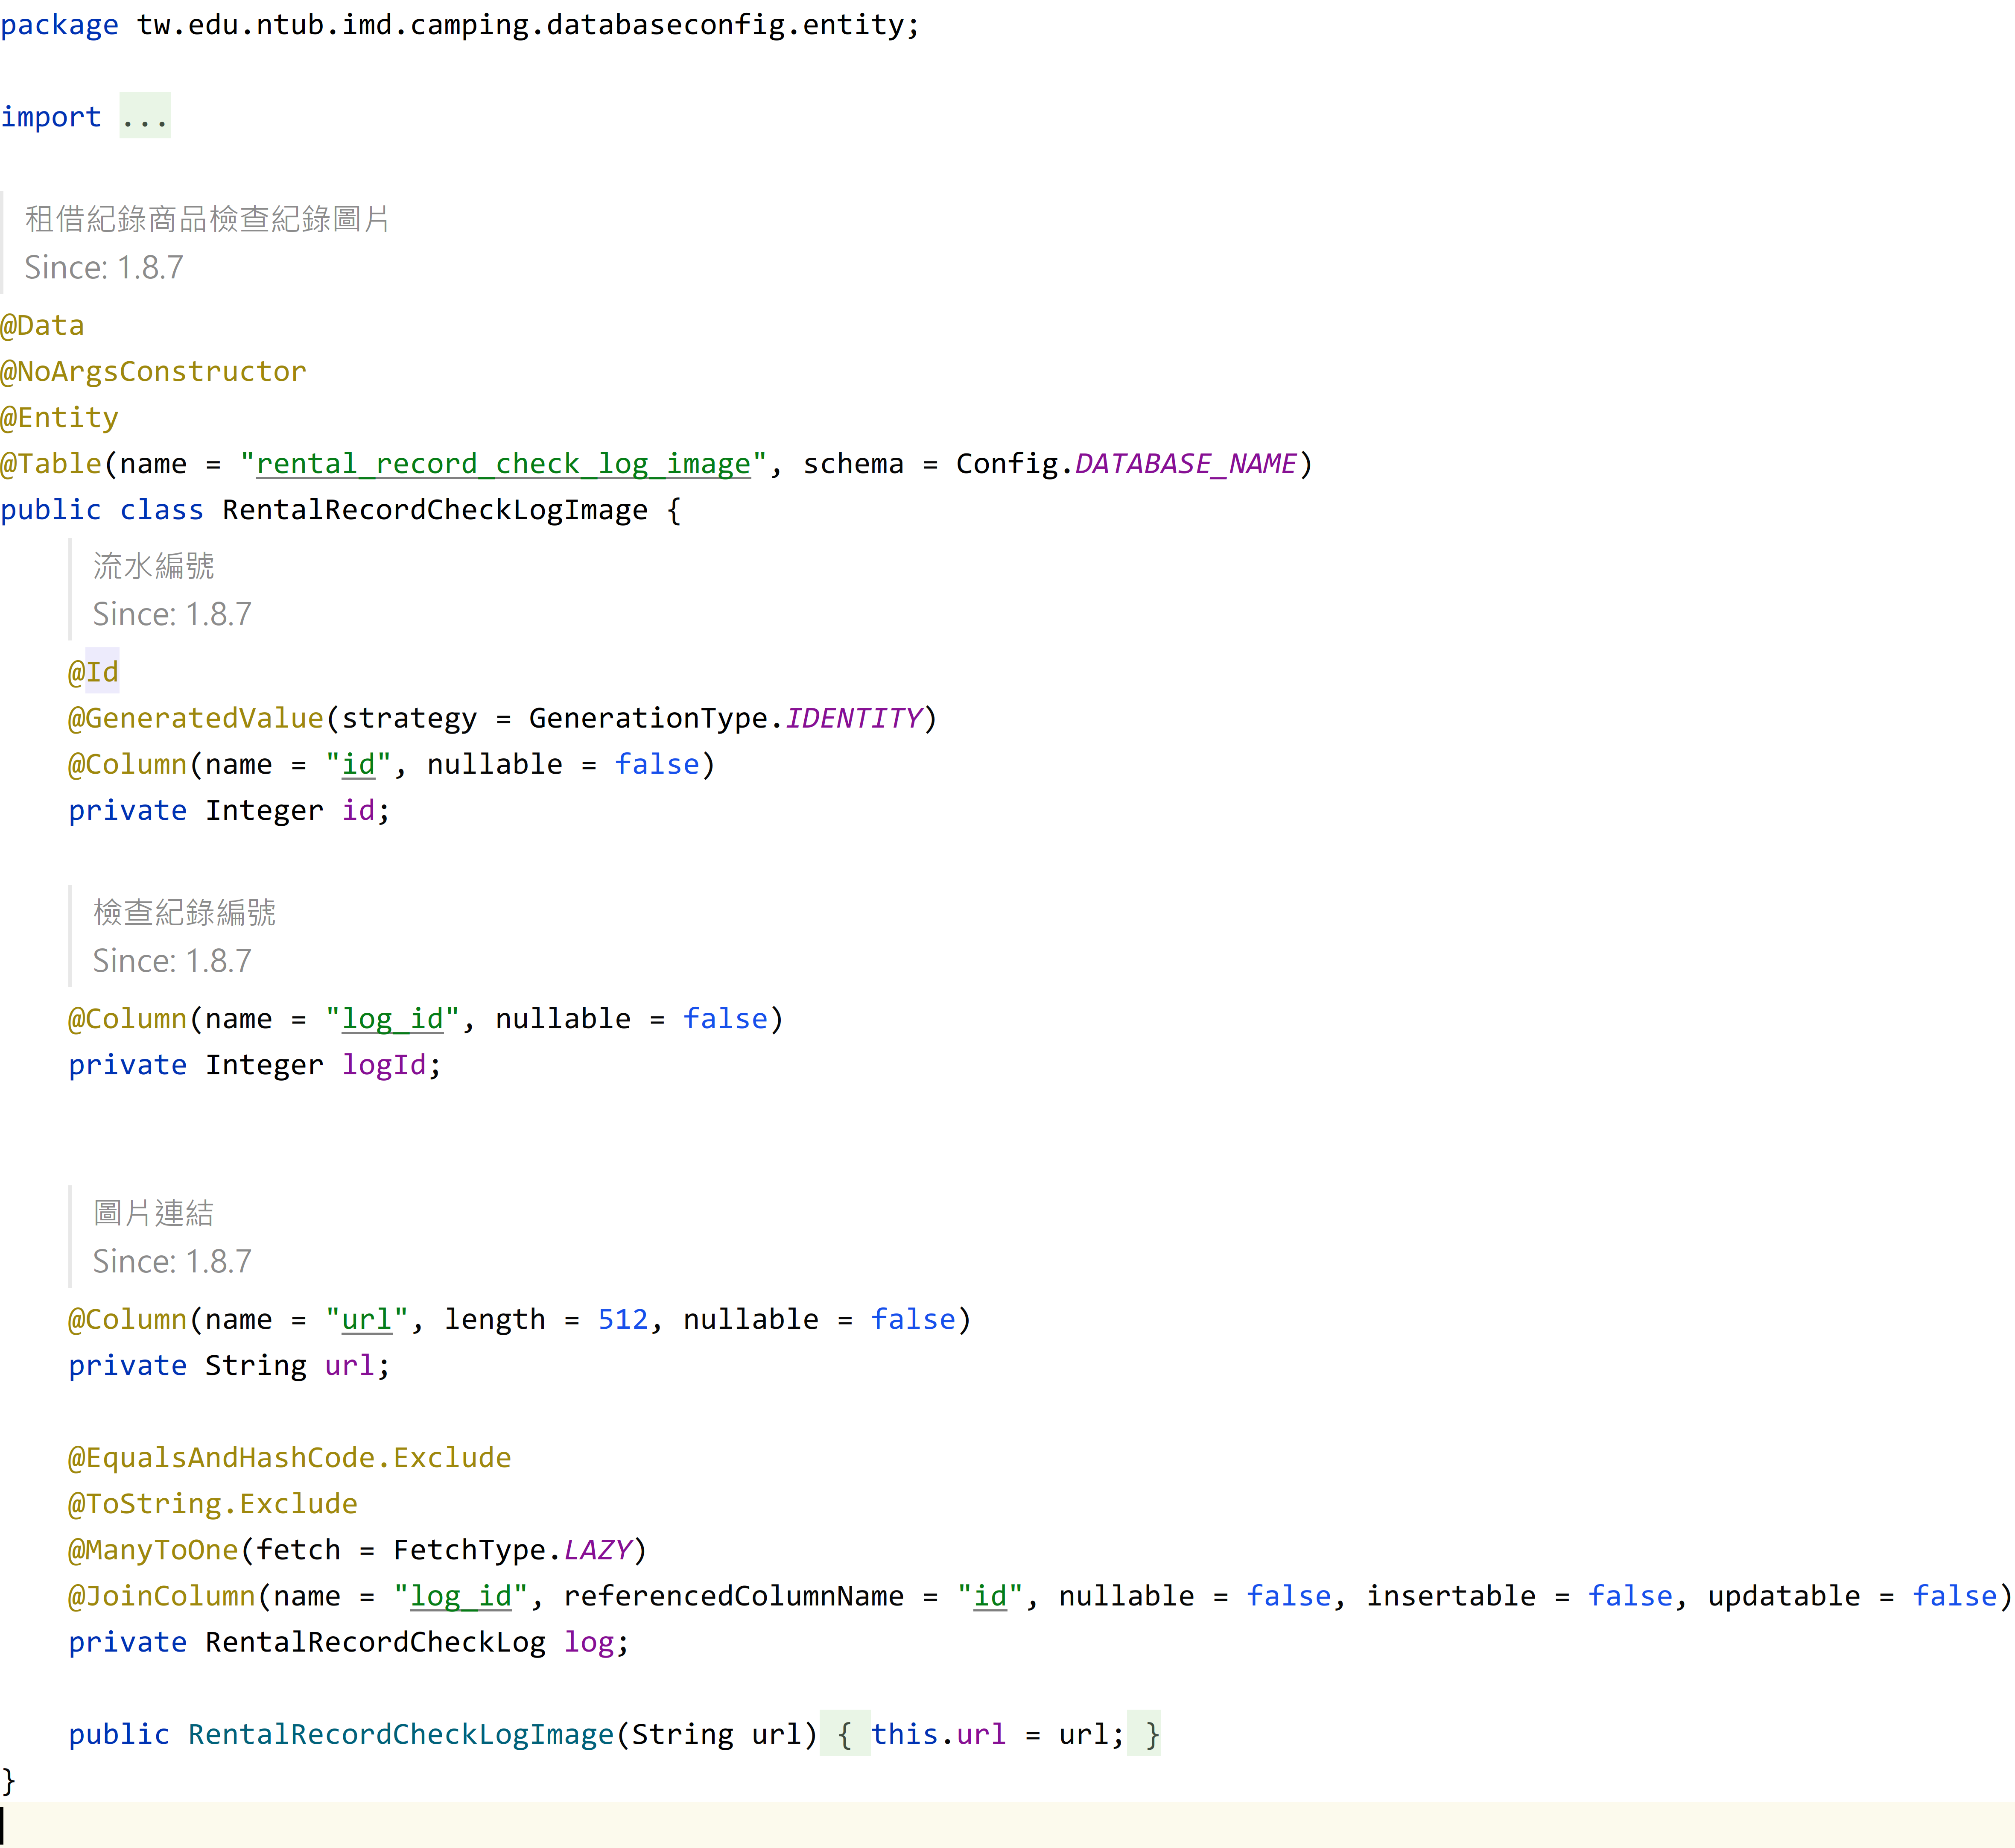 package tw.edu.ntub.imd.camping.databaseconfig.entity;
import ...
租借紀錄商品檢查紀錄圖片
Since: 1.8.7
@Data
@NoArgsConstructor
@Entity
@Table(name = "rental_record_check_log_image", schema = Config.DATABASE_NAME)
public class RentalRecordCheckLogImage {
流水編號
Since: 1.8.7
@Id
@GeneratedValue(strategy = GenerationType.IDENTITY)
@Column(name = "id", nullable = false)
private Integer id;
檢查紀錄編號
Since: 1.8.7
@Column(name = "log_id", nullable = false)
private Integer logId;
圖片連結
Since: 1.8.7
@Column(name = "url", length = 512, nullable = false)
private String url;
@EqualsAndHashCode.Exclude
@ToString.Exclude
@ManyToOne(fetch = FetchType.LAZY)
@JoinColumn(name = "log_id", referencedColumnName = "id", nullable = false, insertable = false, updatable = false)
private RentalRecordCheckLog log;
public RentalRecordCheckLogImage(String url) { this.url = url; }
}